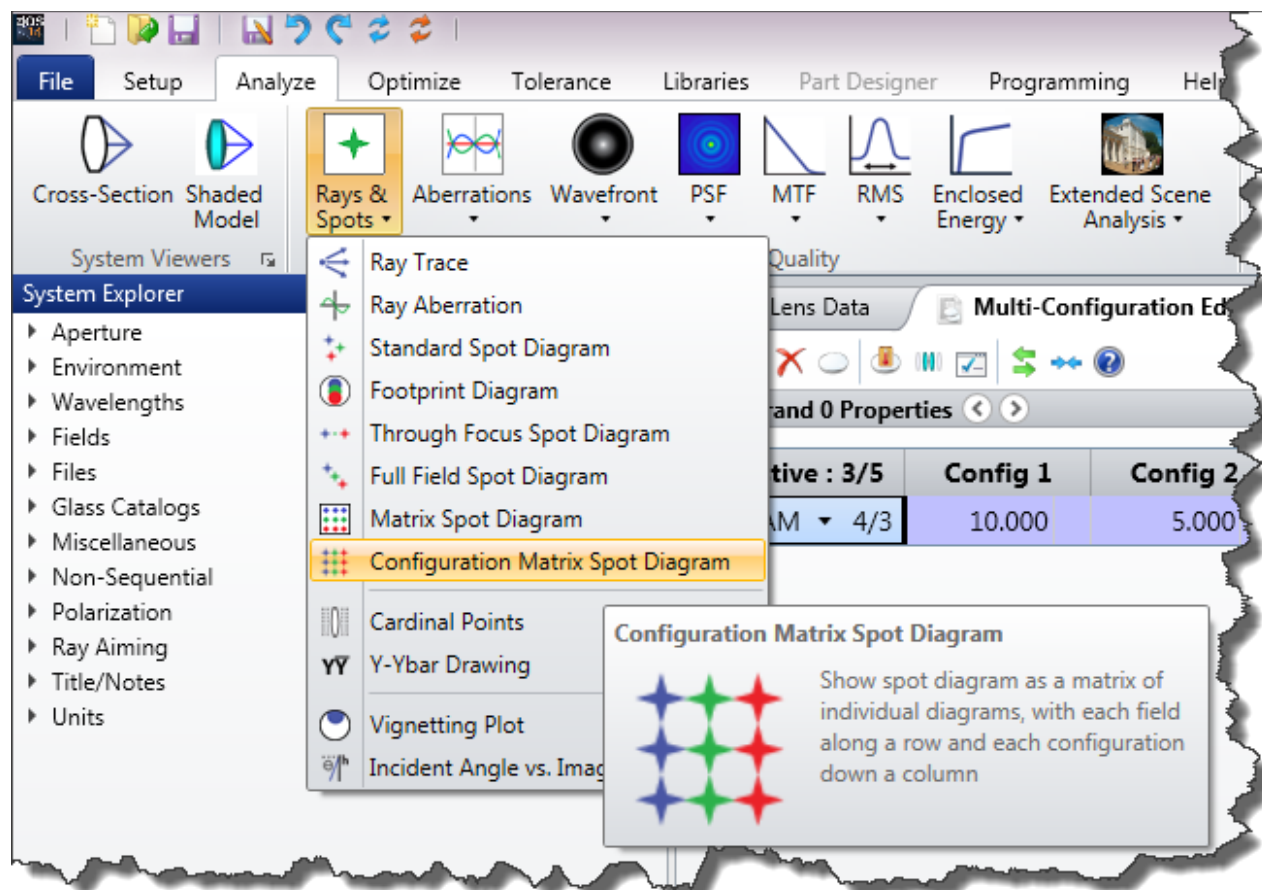 File Setup Analyze Optimize Tolerance Libraries Part Designer Programming Help
Cross-Section Shaded Model Rays & Spots Aberrations Wavefront PSF MTF RMS Enclosed Energy Extended Scene Analysis
System Viewers Quality
System Explorer
Aperture
Environment
Wavelengths
Fields
Files
Glass Catalogs
Miscellaneous
Non-Sequential
Polarization
Ray Aiming
Title/Notes
Units
Ray Trace
Ray Aberration
Standard Spot Diagram
Footprint Diagram
Through Focus Spot Diagram
Full Field Spot Diagram
Matrix Spot Diagram
Configuration Matrix Spot Diagram
Cardinal Points
Y-Ybar Drawing
Vignetting Plot
Incident Angle vs. Imag
Lens Data Multi-Configuration Ed
rand 0 Properties
tive : 3/5 Config 1 Config 2
AM 4/3 10.000 5.000
Configuration Matrix Spot Diagram
Show spot diagram as a matrix of
individual diagrams, with each field
along a row and each configuration
down a column